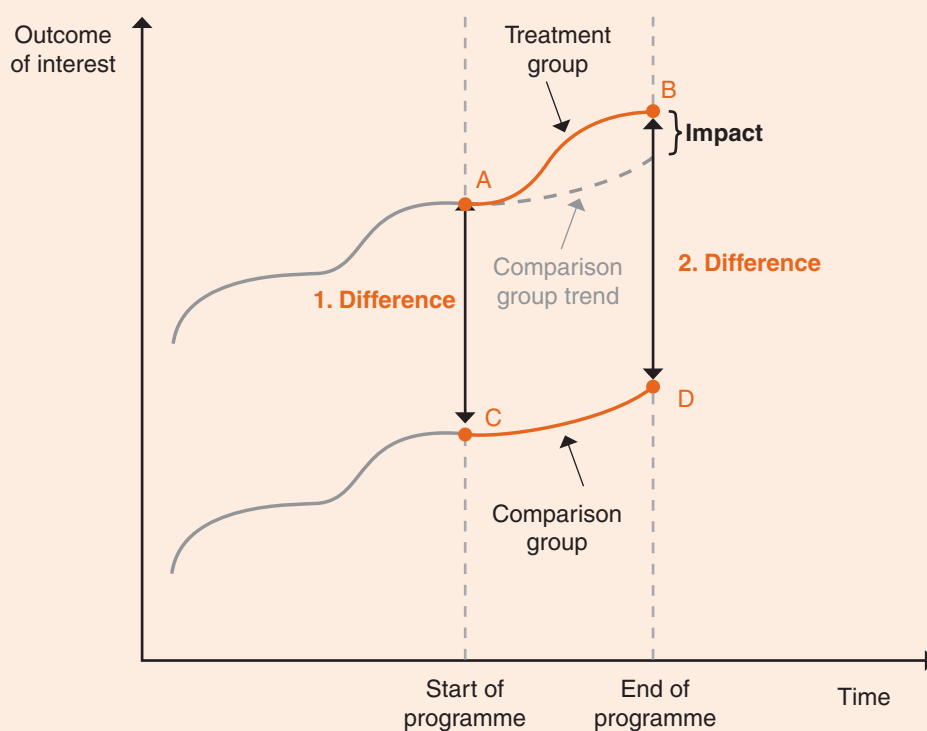 Outcome
of interest
Treatment
group
B
Impact
A
Comparison
group trend
2. Difference
1. Difference
C
D
Comparison
group
Start of
programme
End of
programme
Time